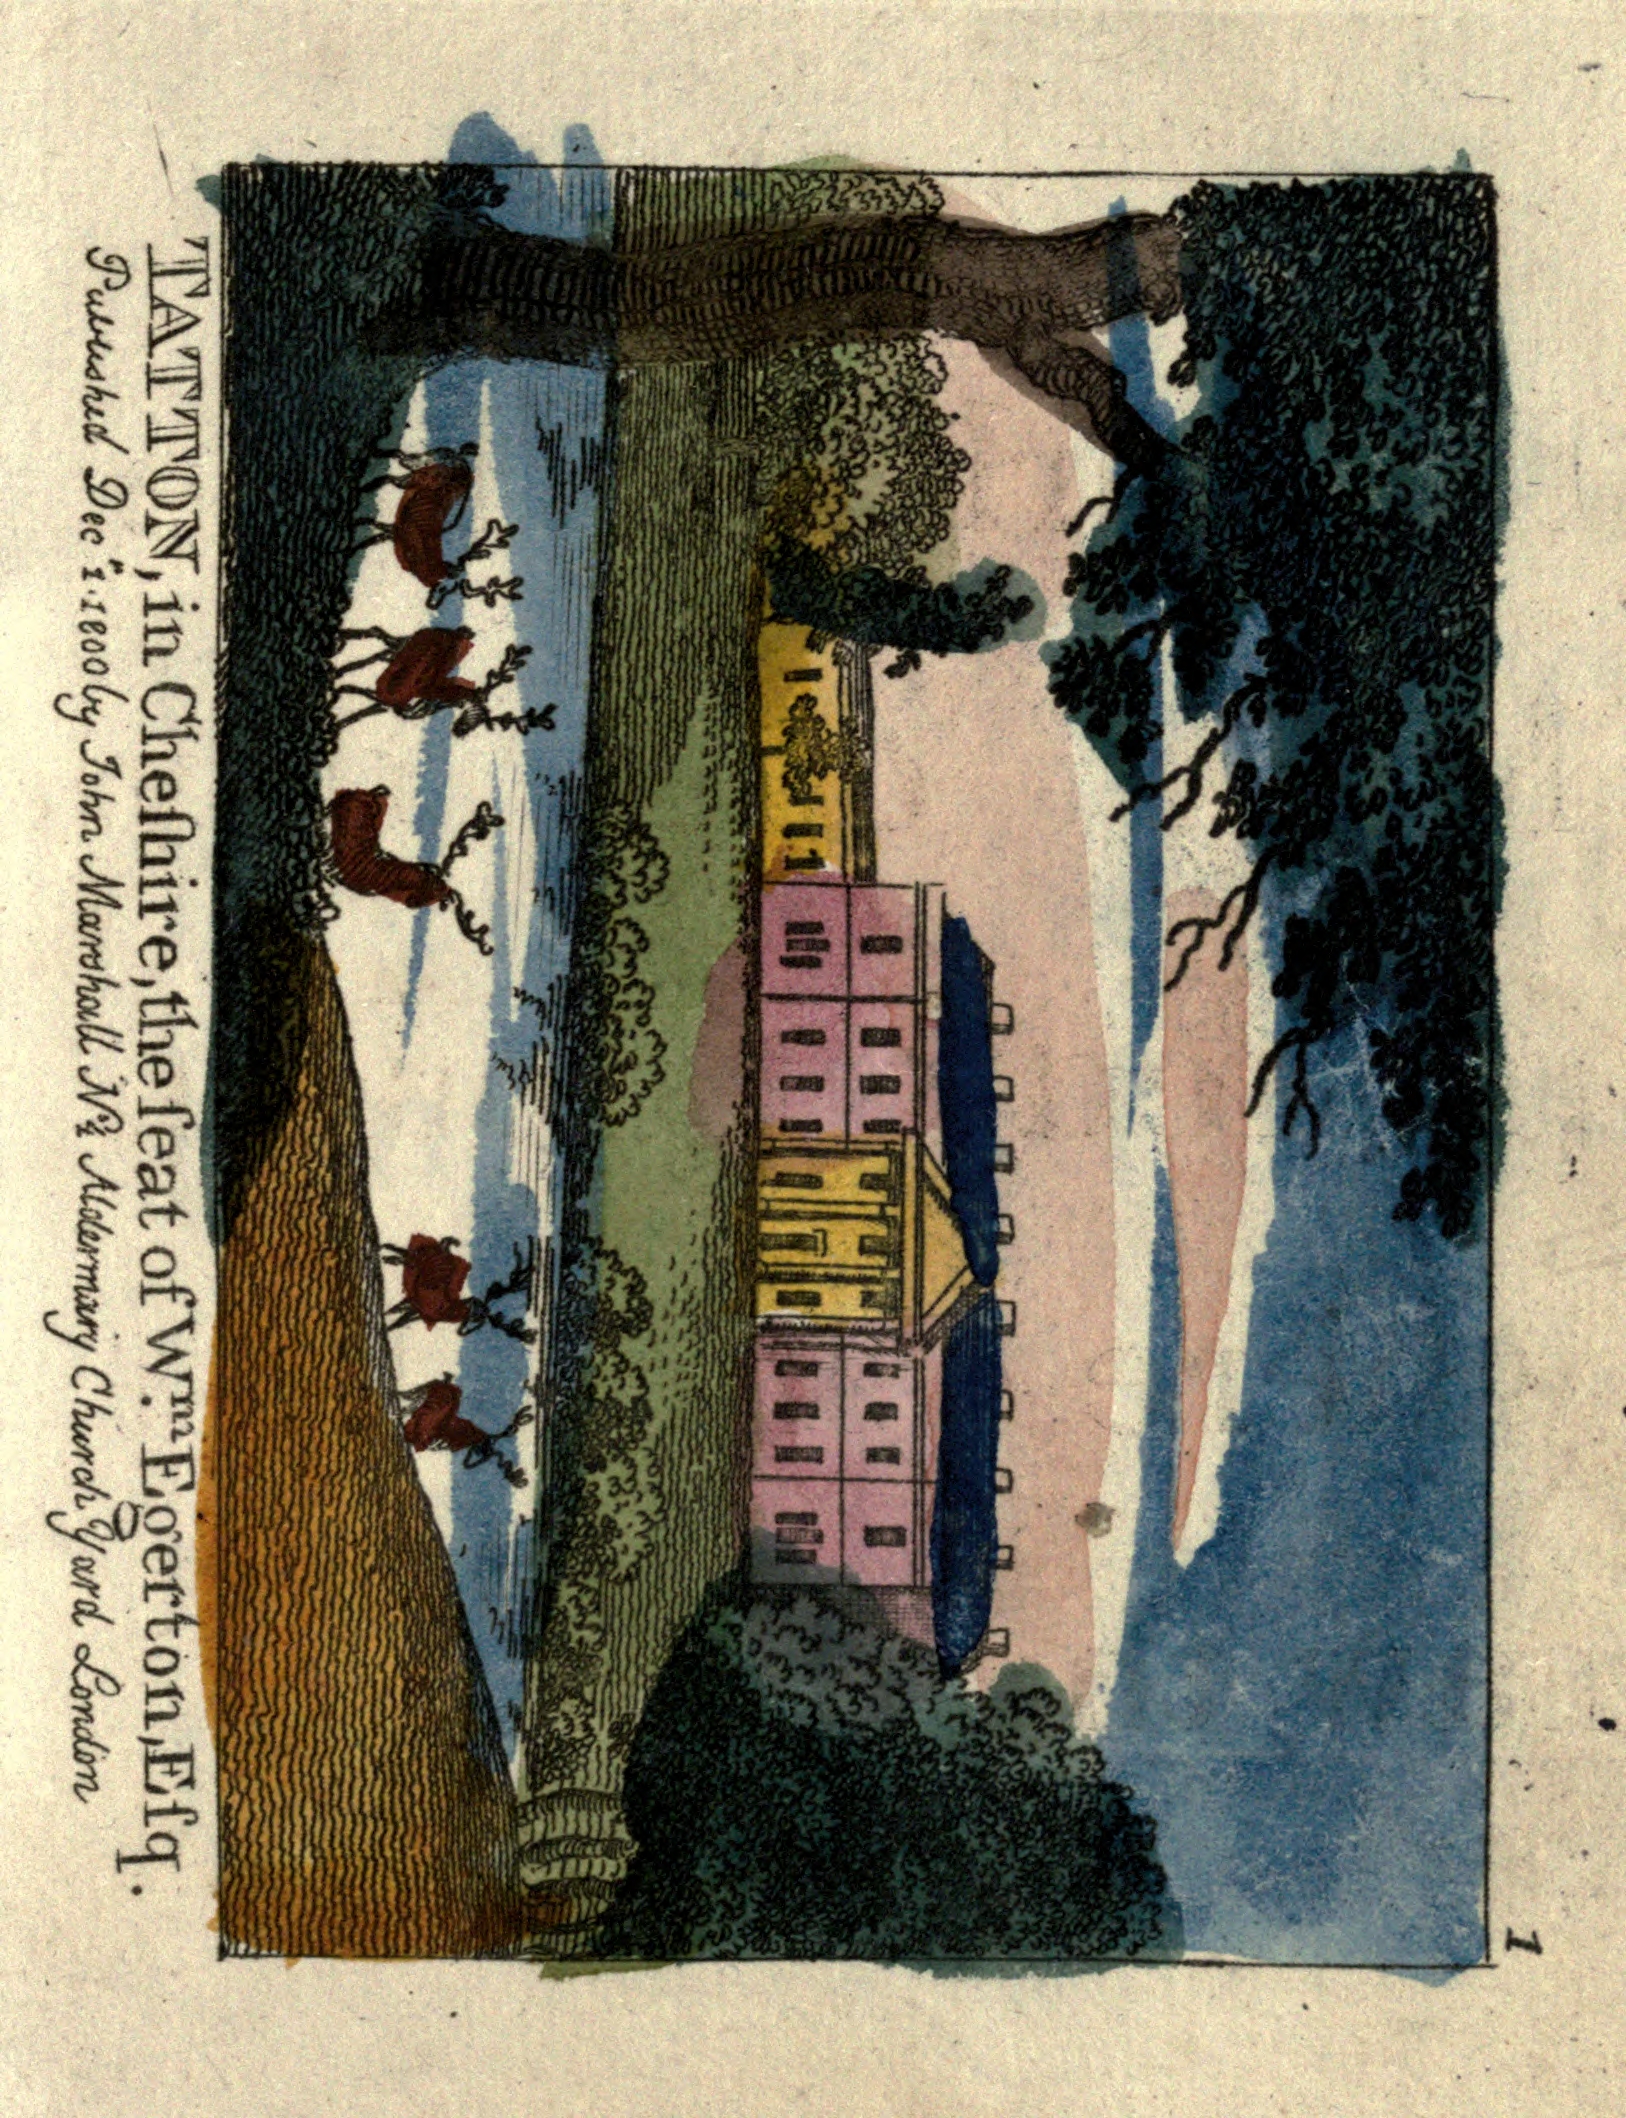 1
TATTON, in Cheſhire, the ſeat of Wᵐ. Egerton, Eſq.
Published Decʳ. 1. 1800 by John Marshall Nº. 4 Aldermary Church Yard London